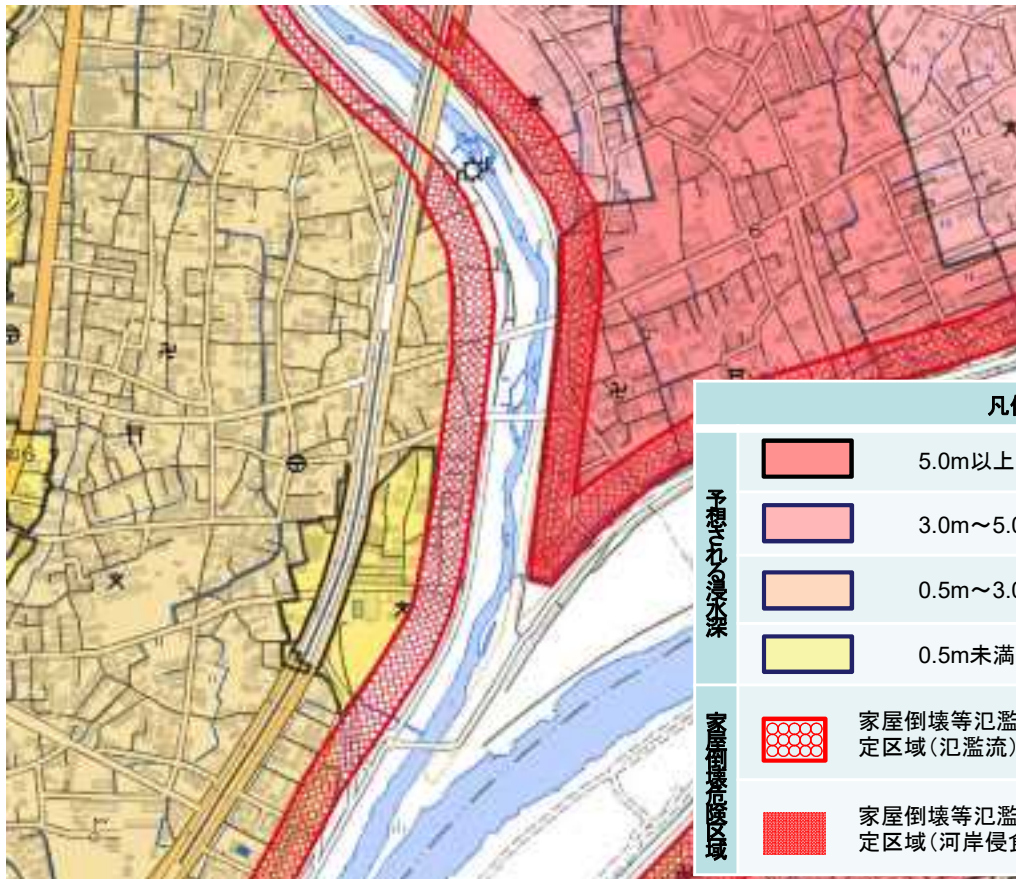 凡例
予想される浸水深
5.0m以上
3.0m～5.0
0.5m～3.0
0.5m未満
家屋倒壊危険区域
家屋倒壊等氾濫
定区域(氾濫流)
家屋倒壊等氾濫
定区域(河岸侵食